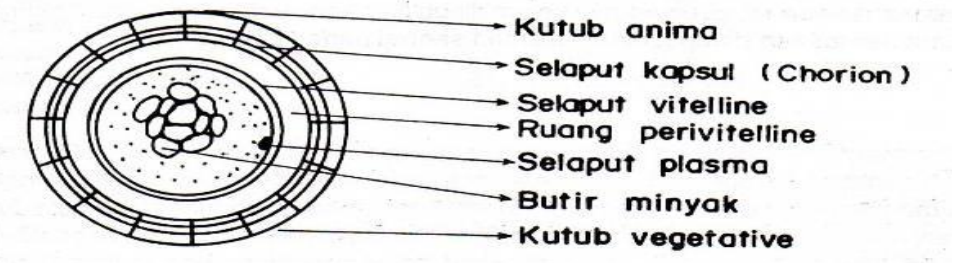 Kutub anima
Selaput kapsul (Chorion)
Selaput vitelline
Ruang perivitelline
Selaput plasma
Butir minyak
Kutub vegetative